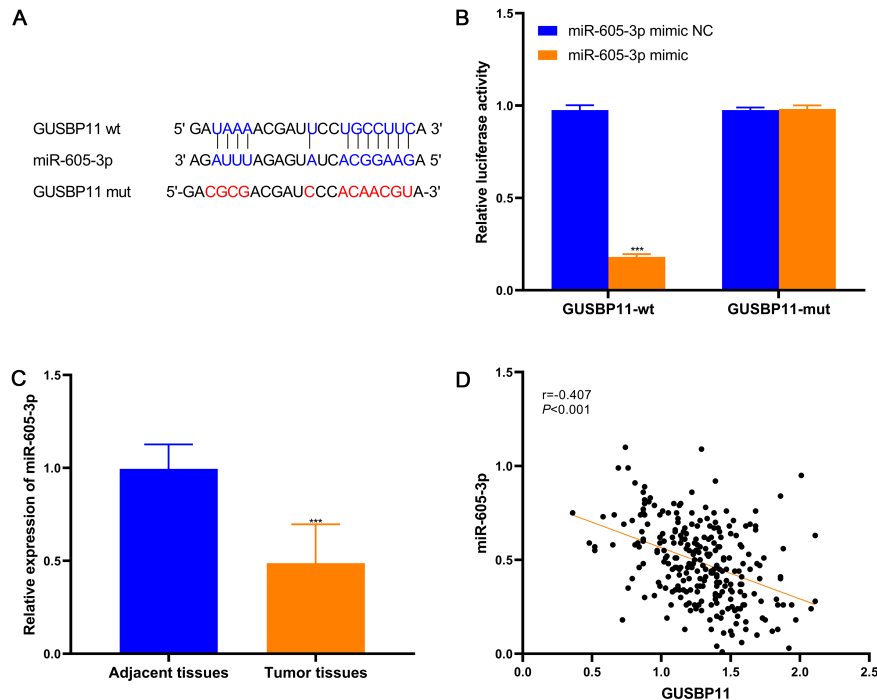 A
GUSBP11 wt 5' GAUAAAACGAUUCCUGCCUUCA 3'
miR-605-3p 3' AGAUUUAGAGUAUCACGGAAGA 5'
GUSBP11 mut 5'-GACGCGACGAUCCCACAACGUA-3'
B
miR-605-3p mimic NC
miR-605-3p mimic
Relative luciferase activity
1.5
1.0
0.5
0.0
***
GUSBP11-wt GUSBP11-mut
C
Relative expression of miR-605-3p
1.5
1.0
0.5
0.0
***
Adjacent tissues Tumor tissues
D
r=-0.407
P<0.001
miR-605-3p
1.5
1.0
0.5
0.0
0.0 0.5 1.0 1.5 2.0 2.5
GUSBP11